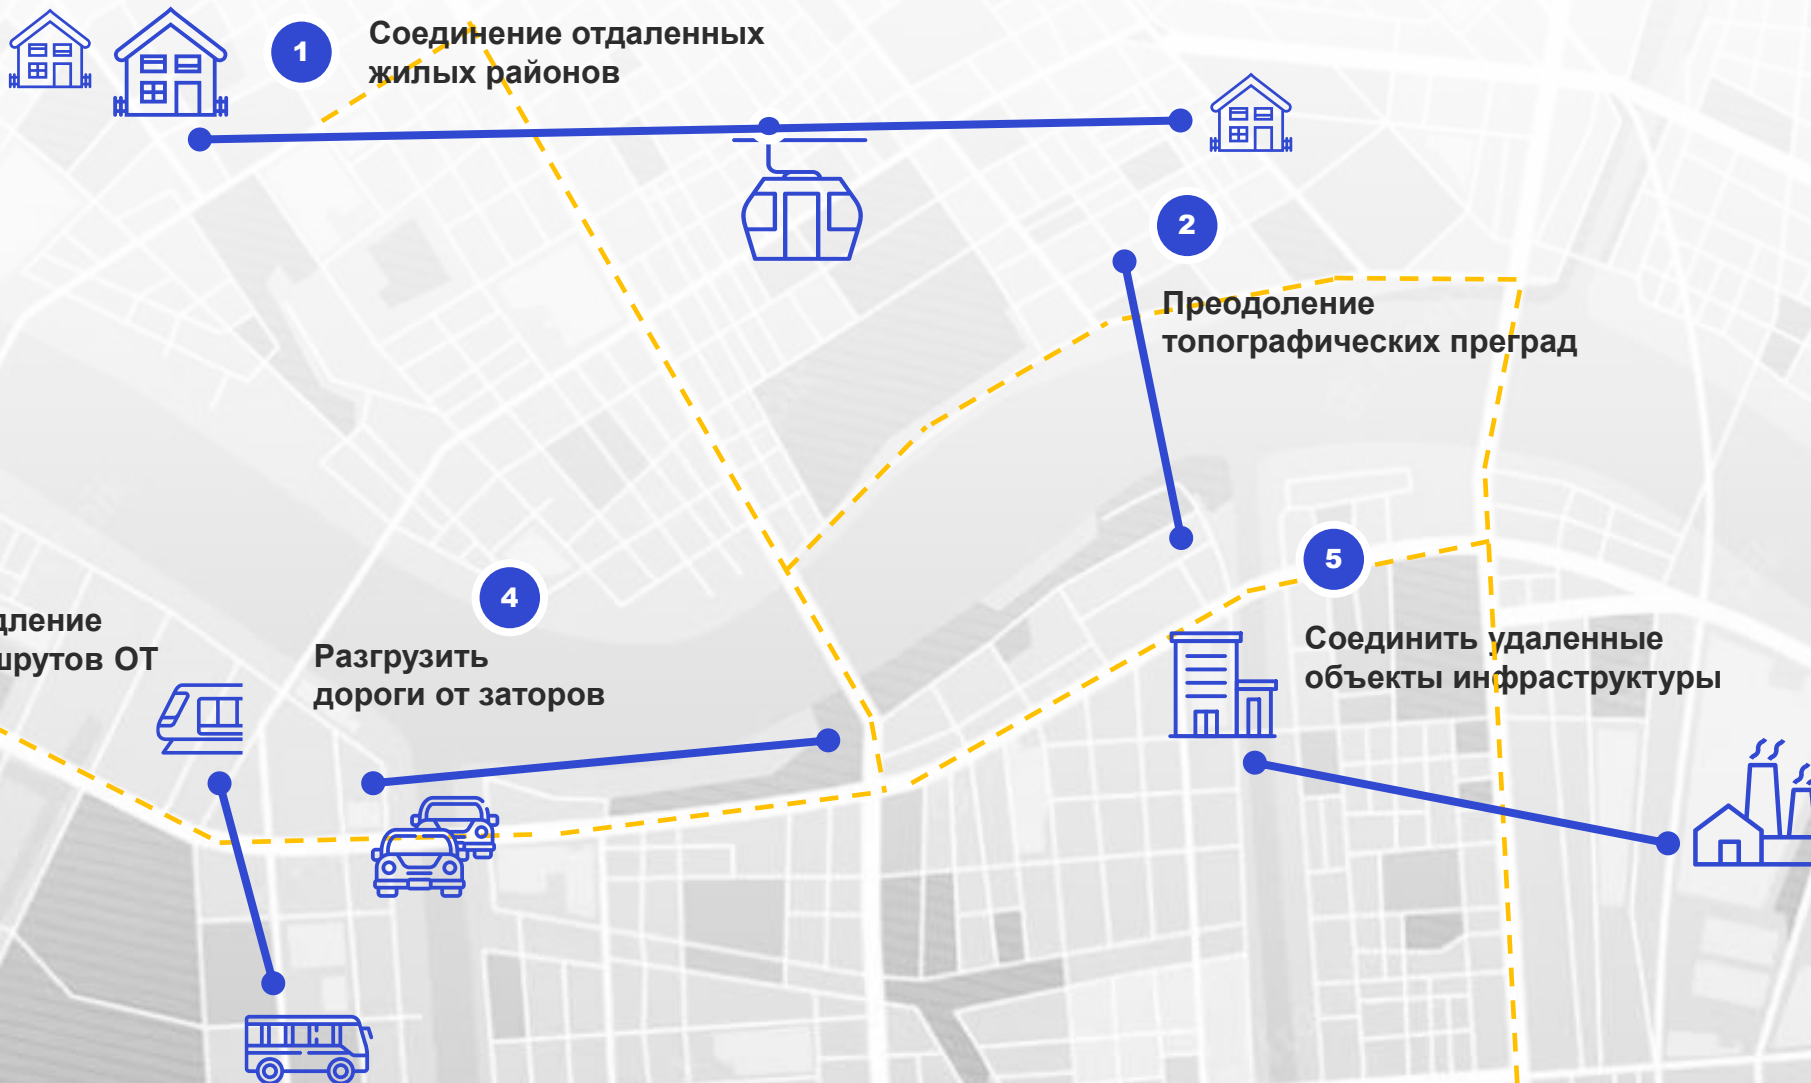 1
Соединение отдаленных
жилых районов
2
Преодоление
топографических преград
4
Разгрузить
дороги от заторов
5
Соединить удаленные
объекты инфраструктуры
ОТ